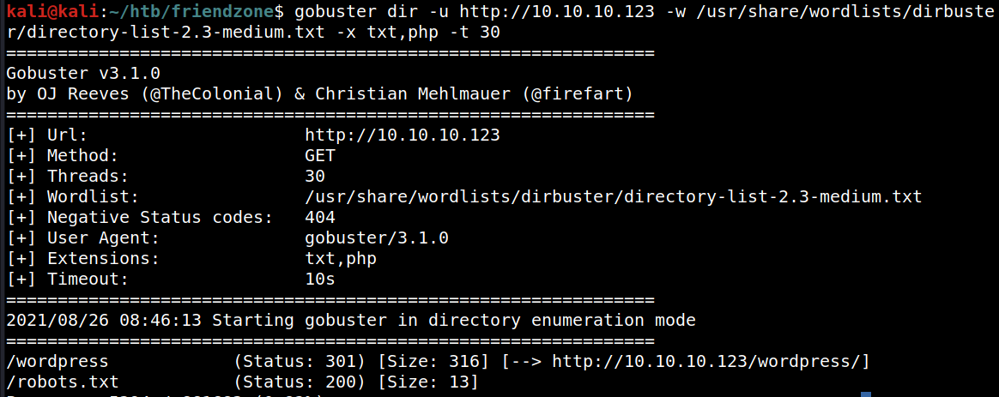 kali@kali:~/htb/friendzone$ gobuster dir -u http://10.10.10.123 -w /usr/share/wordlists/dirbuste
r/directory-list-2.3-medium.txt -x txt,php -t 30
===============================================================
Gobuster v3.1.0
by OJ Reeves (@TheColonial) & Christian Mehlmauer (@firefart)
===============================================================
[+] Url:                     http://10.10.10.123
[+] Method:                  GET
[+] Threads:                 30
[+] Wordlist:                /usr/share/wordlists/dirbuster/directory-list-2.3-medium.txt
[+] Negative Status codes:   404
[+] User Agent:              gobuster/3.1.0
[+] Extensions:              txt,php
[+] Timeout:                 10s
===============================================================
2021/08/26 08:46:13 Starting gobuster in directory enumeration mode
===============================================================
/wordpress            (Status: 301) [Size: 316] [--> http://10.10.10.123/wordpress/]
/robots.txt           (Status: 200) [Size: 13]